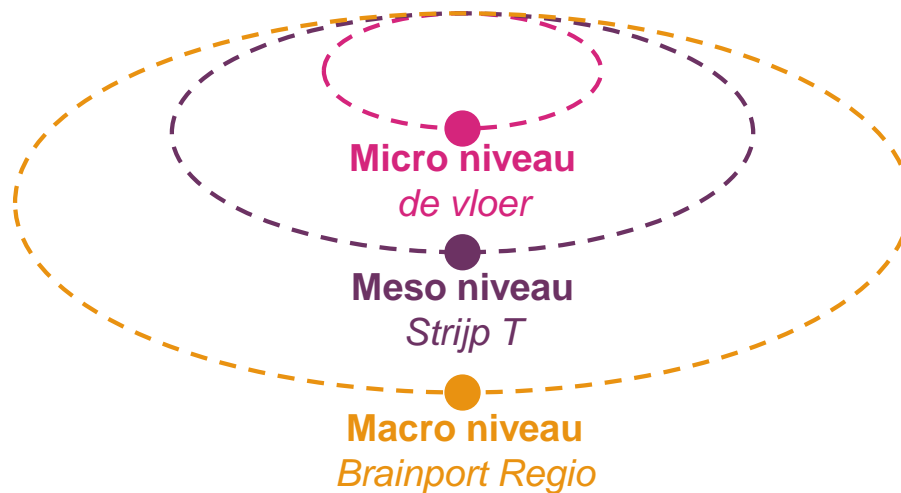 Micro niveau
de vloer
Meso niveau
Strijp T
Macro niveau
Brainport Regio